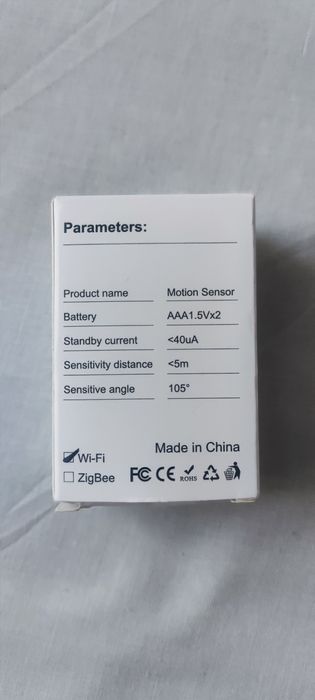 Parameters:
Product name Motion Sensor
Battery AAA1.5Vx2
Standby current <40uA
Sensitivity distance <5m
Sensitive angle 105°
Made in China
Wi-Fi
ZigBee FC CE ROHS